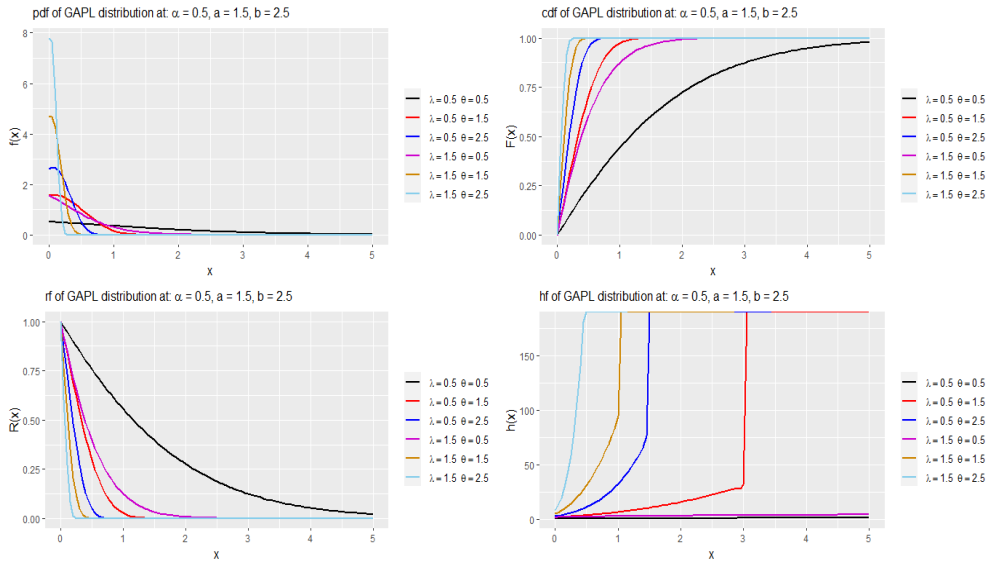 pdf of GAPL distribution at: α = 0.5, a = 1.5, b = 2.5
8
6
4
2
0
f(x)
0 1 2 3 4 5
x
λ = 0.5 θ = 0.5
λ = 0.5 θ = 1.5
λ = 0.5 θ = 2.5
λ = 1.5 θ = 0.5
λ = 1.5 θ = 1.5
λ = 1.5 θ = 2.5
cdf of GAPL distribution at: α = 0.5, a = 1.5, b = 2.5
1.00
0.75
0.50
0.25
0.00
F(x)
0 1 2 3 4 5
x
λ = 0.5 θ = 0.5
λ = 0.5 θ = 1.5
λ = 0.5 θ = 2.5
λ = 1.5 θ = 0.5
λ = 1.5 θ = 1.5
λ = 1.5 θ = 2.5
rf of GAPL distribution at: α = 0.5, a = 1.5, b = 2.5
1.00
0.75
0.50
0.25
0.00
R(x)
0 1 2 3 4 5
x
λ = 0.5 θ = 0.5
λ = 0.5 θ = 1.5
λ = 0.5 θ = 2.5
λ = 1.5 θ = 0.5
λ = 1.5 θ = 1.5
λ = 1.5 θ = 2.5
hf of GAPL distribution at: α = 0.5, a = 1.5, b = 2.5
150
100
50
0
h(x)
0 1 2 3 4 5
x
λ = 0.5 θ = 0.5
λ = 0.5 θ = 1.5
λ = 0.5 θ = 2.5
λ = 1.5 θ = 0.5
λ = 1.5 θ = 1.5
λ = 1.5 θ = 2.5